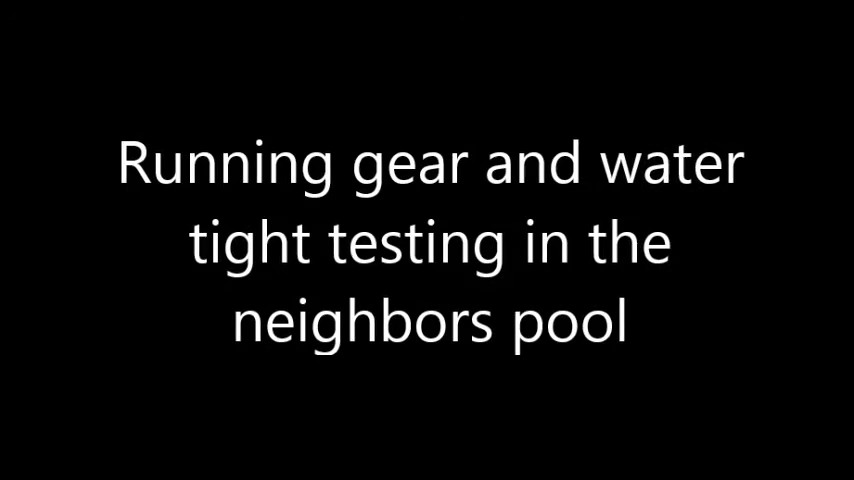 Running gear and water
tight testing in the
neighbors pool